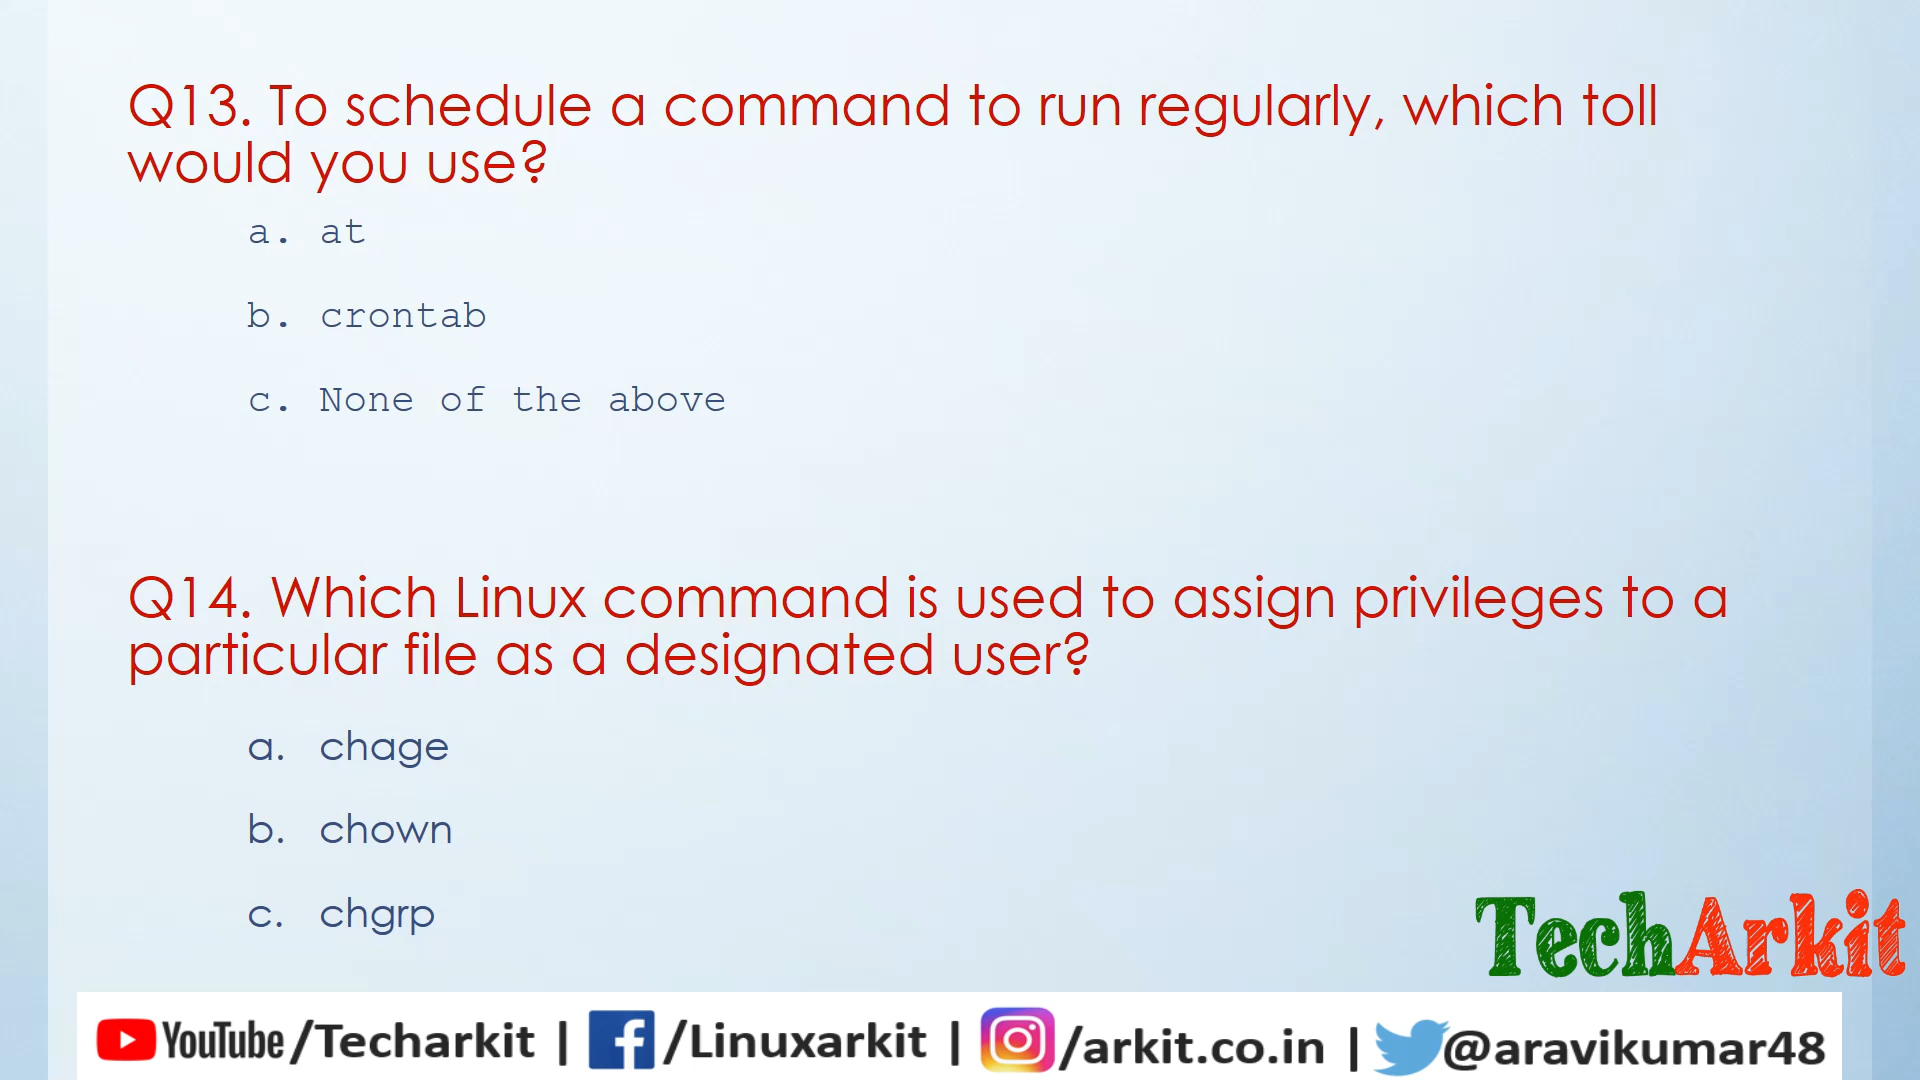 Q13. To schedule a command to run regularly, which toll
would you use?
a. at
b. crontab
c. None of the above
Q14. Which Linux command is used to assign privileges to a
particular file as a designated user?
a. chage
b. chown
c. chgrp
TechArkit
YouTube /Techarkit | f /Linuxarkit | /arkit.co.in | @aravikumar48